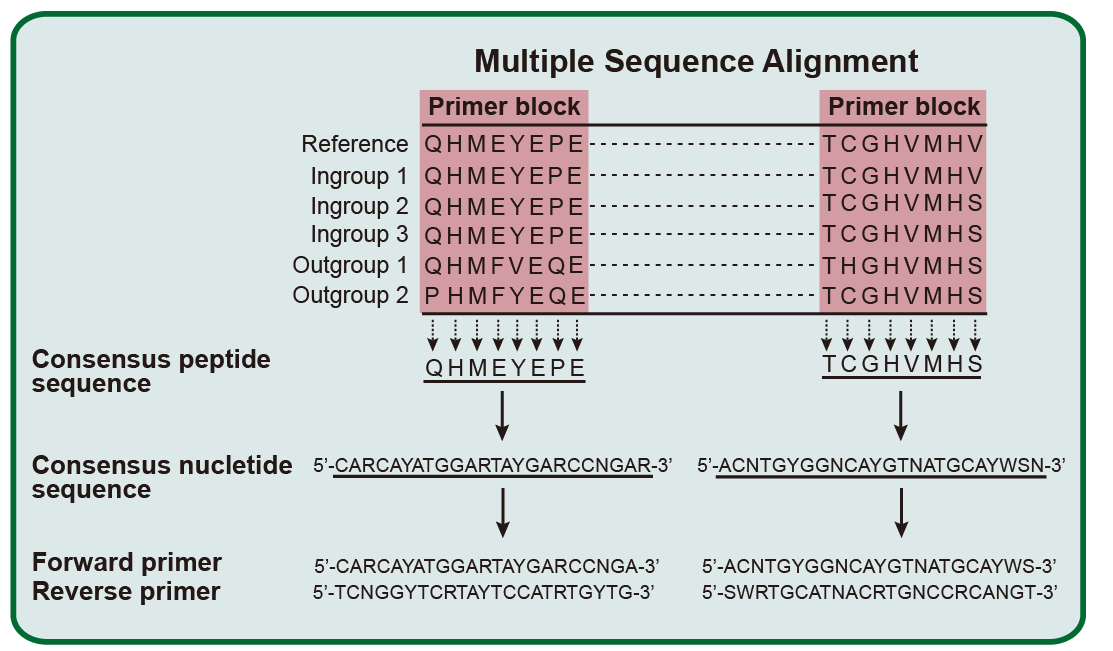 Multiple Sequence Alignment
Primer block Primer block
Reference QHMEYEPE TCGHVMHV
Ingroup 1 QHMEYEPE TCGHVMHV
Ingroup 2 QHMEYEPE TCGHVMHS
Ingroup 3 QHMEYEPE TCGHVMHS
Outgroup 1 QHMFVEQE THGHVMHS
Outgroup 2 PHMFYEQE TCGHVMHS
Consensus peptide
sequence
QHMEYEPE TCGHVMHS
Consensus nucletide
sequence
5’-CARCAYATGGARTAYGARCCNGAR-3’ 5’-ACNTGYGGNCAYGTNATGCAYWSN-3’
Forward primer 5’-CARCAYATGGARTAYGARCCNGA-3’ 5’-ACNTGYGGNCAYGTNATGCAYWS-3’
Reverse primer 5’-TCNGGYTCRTAYTCCATRTGYTG-3’ 5’-SWRTGCATNACRTGNCCRCANGT-3’